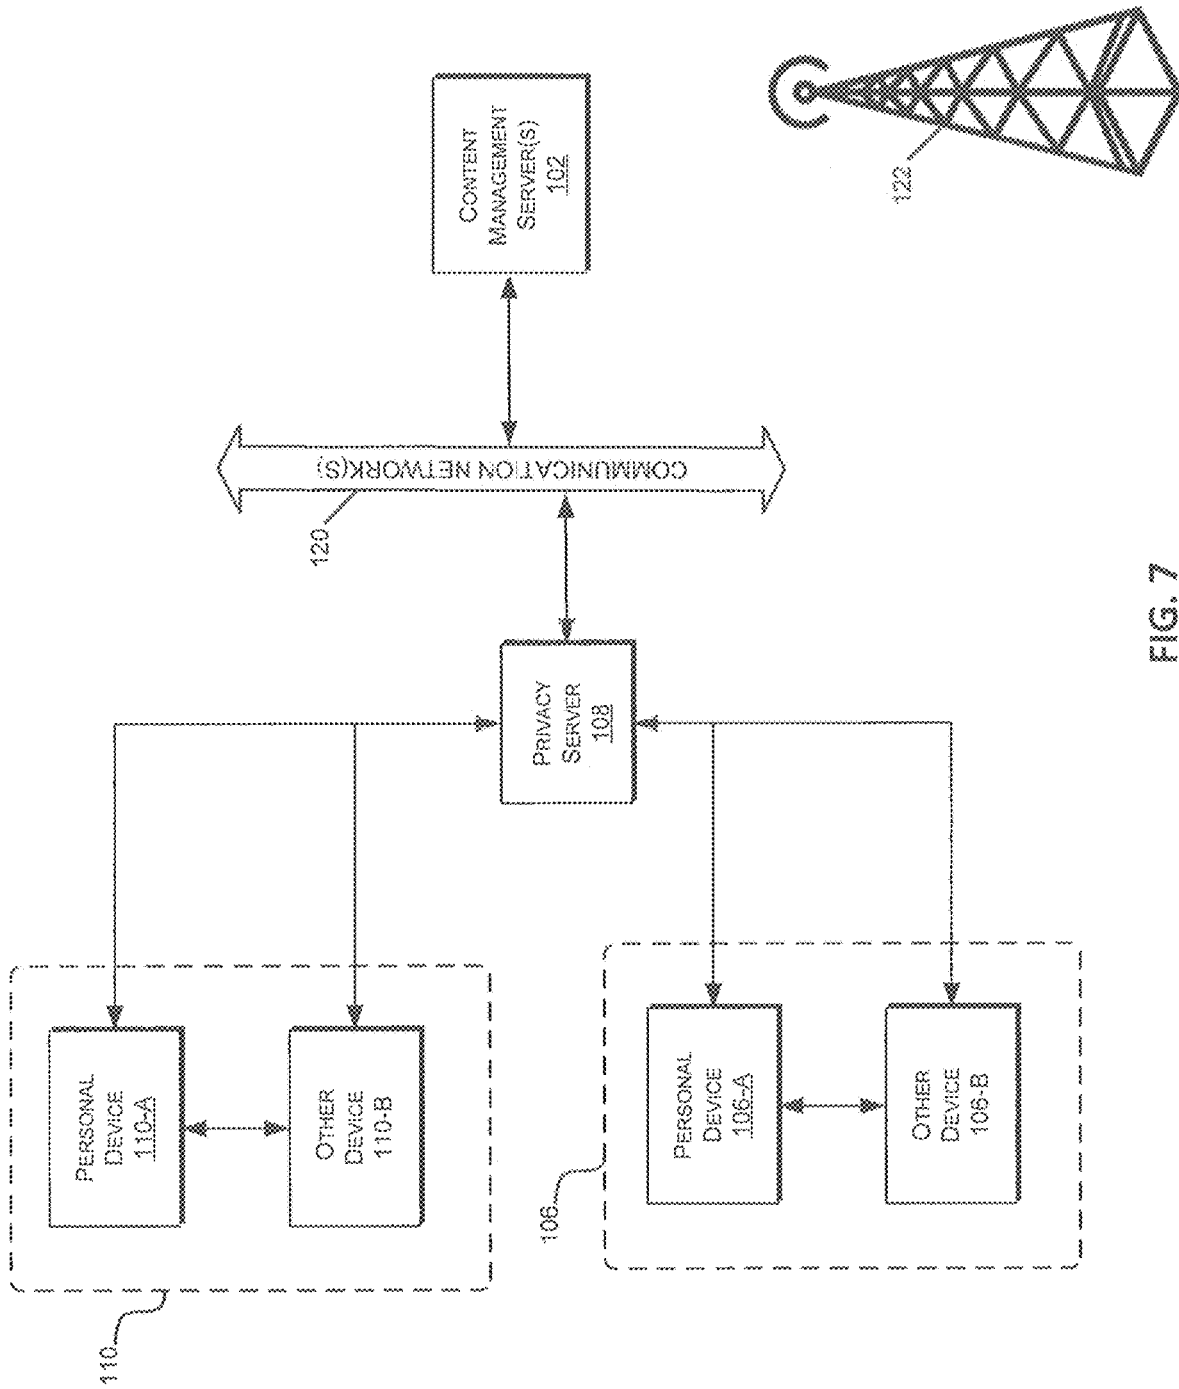 110
PERSONAL
DEVICE
110-A
OTHER
DEVICE
110-B
106
PERSONAL
DEVICE
106-A
OTHER
DEVICE
106-B
PRIVACY
SERVER
108
120
COMMUNICATION NETWORK(S)
CONTENT
MANAGEMENT
SERVER(S)
102
122
FIG. 7